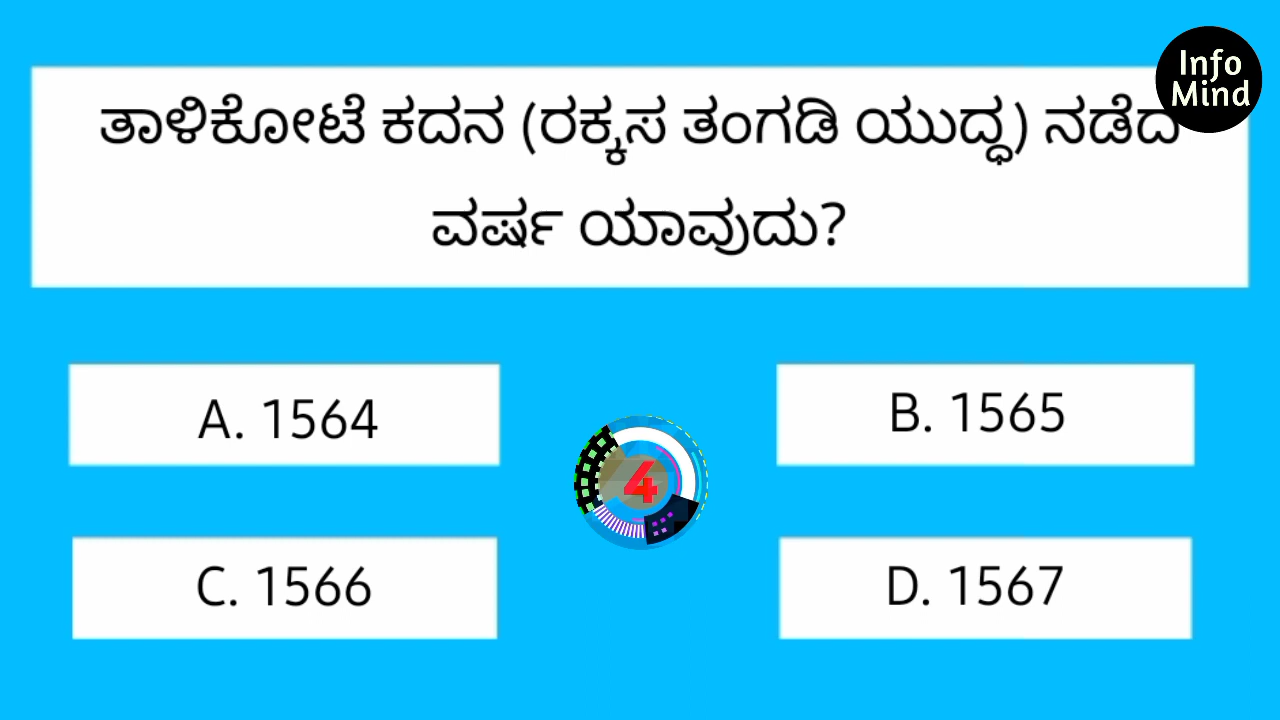 Info
Mind
ತಾಳಿಕೋಟೆ ಕದನ (ರಕ್ಕಸ ತಂಗಡಿ ಯುದ್ಧ) ನಡೆದ
ವರ್ಷ ಯಾವುದು?
A. 1564
B. 1565
4
C. 1566
D. 1567